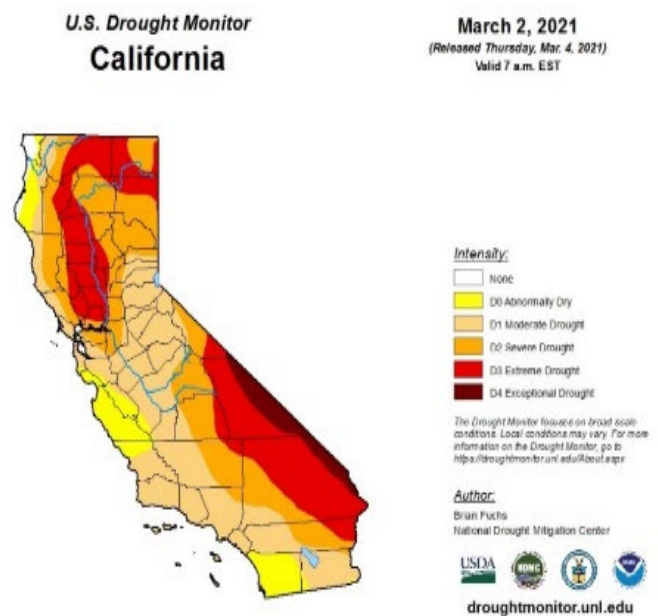 U.S. Drought Monitor
California
March 2, 2021
(Released Thursday, Mar. 4, 2021)
Valid 7 a.m. EST
Intensity:
None
D0 Abnormally Dry
D1 Moderate Drought
D2 Severe Drought
D3 Extreme Drought
D4 Exceptional Drought
The Drought Monitor focuses on broad scale
conditions. Local conditions may vary. For more
information on the Drought Monitor, go to
https://droughtmonitor.unl.edu/About.aspx
Author:
Brian Fuchs
National Drought Mitigation Center
USDA
NDMC
droughtmonitor.unl.edu